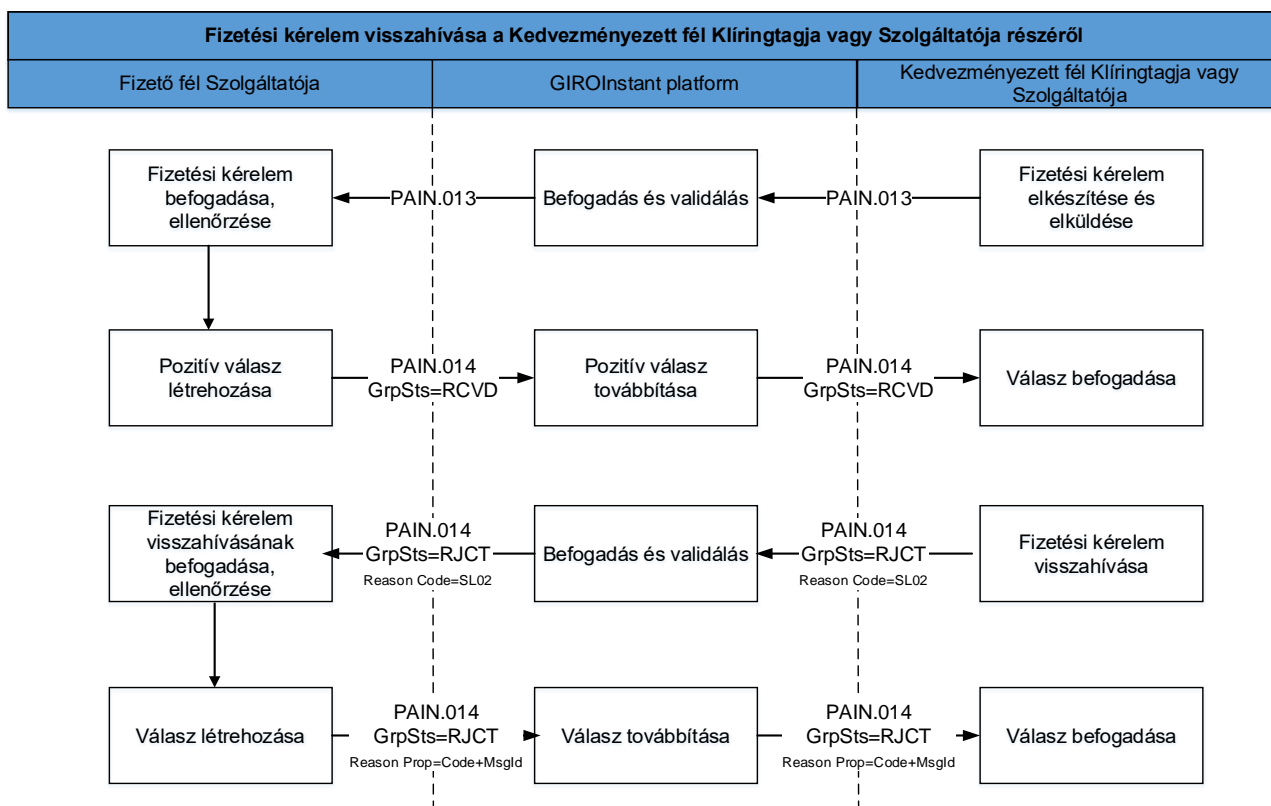 Fizetési kérelem visszahívása a Kedvezményezett fél Klíringtagja vagy Szolgáltatója részéről
Fizető fél Szolgáltatója
GIROInstant platform
Kedvezményezett fél Klíringtagja vagy
Szolgáltatója
Fizetési kérelem
befogadása,
ellenőrzése
PAIN.013
Befogadás és validálás
PAIN.013
Fizetési kérelem
elkészítése és
elküldése
Pozitív válasz
létrehozása
PAIN.014
GrpSts=RCVD
Pozitív válasz
továbbítása
PAIN.014
GrpSts=RCVD
Válasz befogadása
Fizetési kérelem
visszahívásának
befogadása,
ellenőrzése
PAIN.014
GrpSts=RJCT
Reason Code=SL02
Befogadás és validálás
PAIN.014
GrpSts=RJCT
Reason Code=SL02
Fizetési kérelem
visszahívása
Válasz létrehozása
PAIN.014
GrpSts=RJCT
Reason Prop=Code+MsgId
Válasz továbbítása
PAIN.014
GrpSts=RJCT
Reason Prop=Code+MsgId
Válasz befogadása